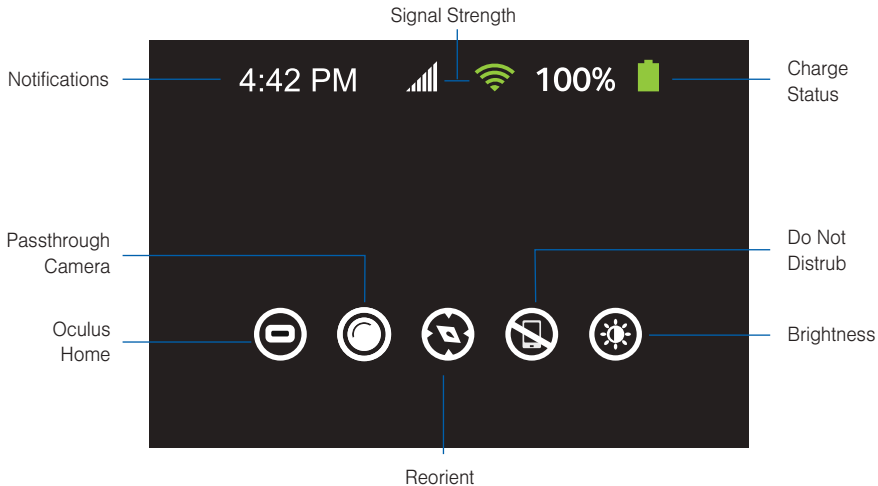 Signal Strength
Notifications
4:42 PM
100%
Charge
Status
Passthrough
Camera
Do Not
Distrub
Oculus
Home
Brightness
Reorient